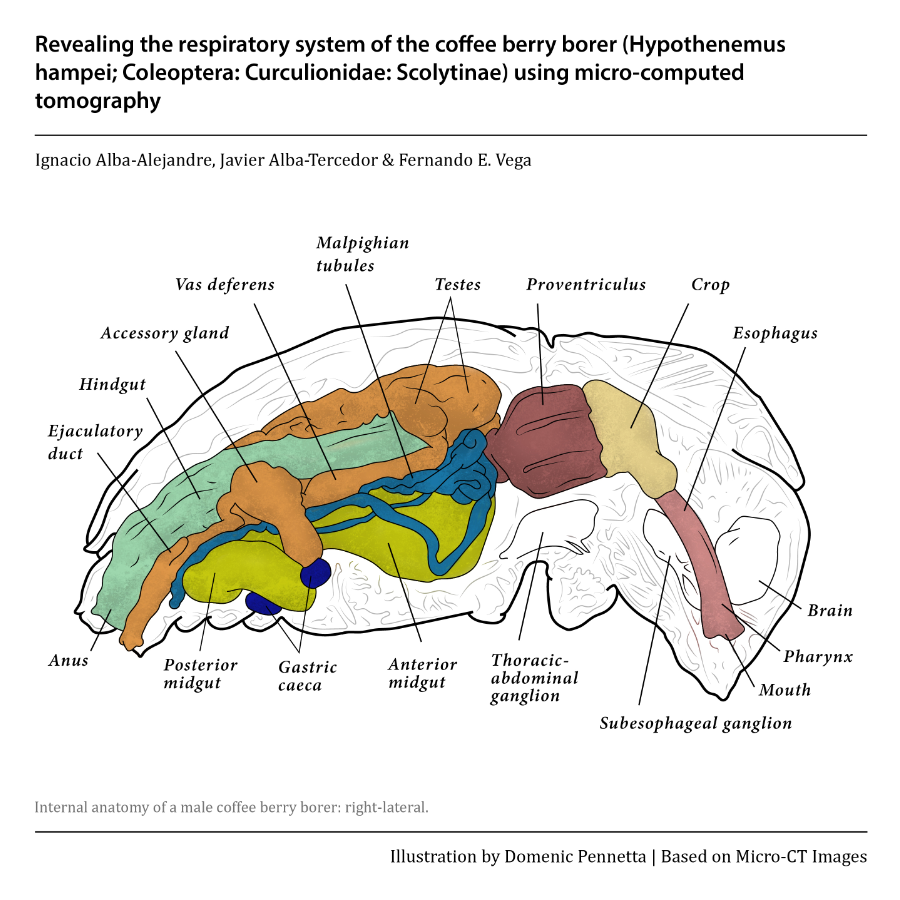 Revealing the respiratory system of the coffee berry borer (Hypothenemus
hampei; Coleoptera: Curculionidae: Scolytinae) using micro-computed
tomography
Ignacio Alba-Alejandre, Javier Alba-Tercedor & Fernando E. Vega
Malpighian
tubules
Vas deferens
Testes
Proventriculus
Crop
Accessory gland
Esophagus
Hindgut
Ejaculatory
duct
Brain
Anus
Posterior
midgut
Gastric
caeca
Anterior
midgut
Thoracic-
abdominal
ganglion
Pharynx
Mouth
Subesophageal ganglion
Internal anatomy of a male coffee berry borer: right-lateral.
Illustration by Domenic Pennetta | Based on Micro-CT Images